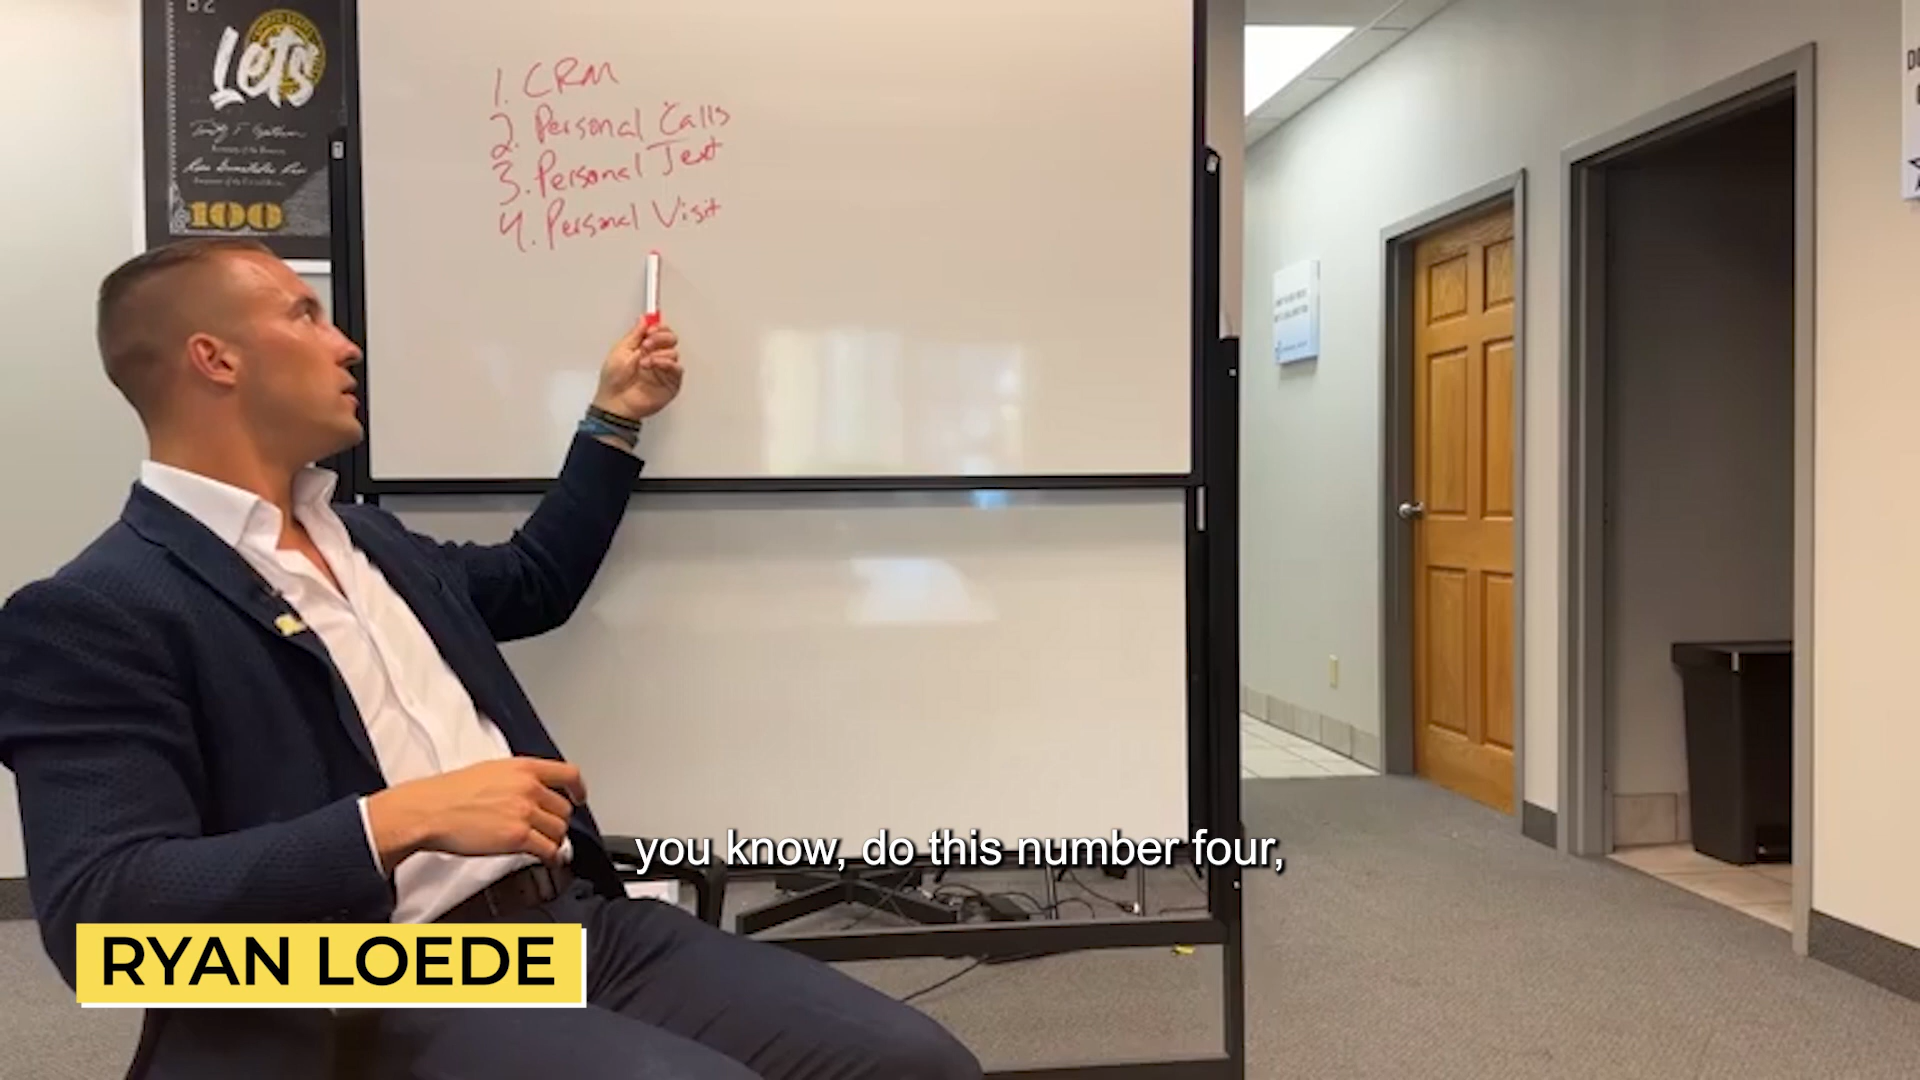 Lets
100
1. CRM
2. Personal Calls
3. Personal Text
4. Personal Visit
you know, do this number four,
RYAN LOEDE